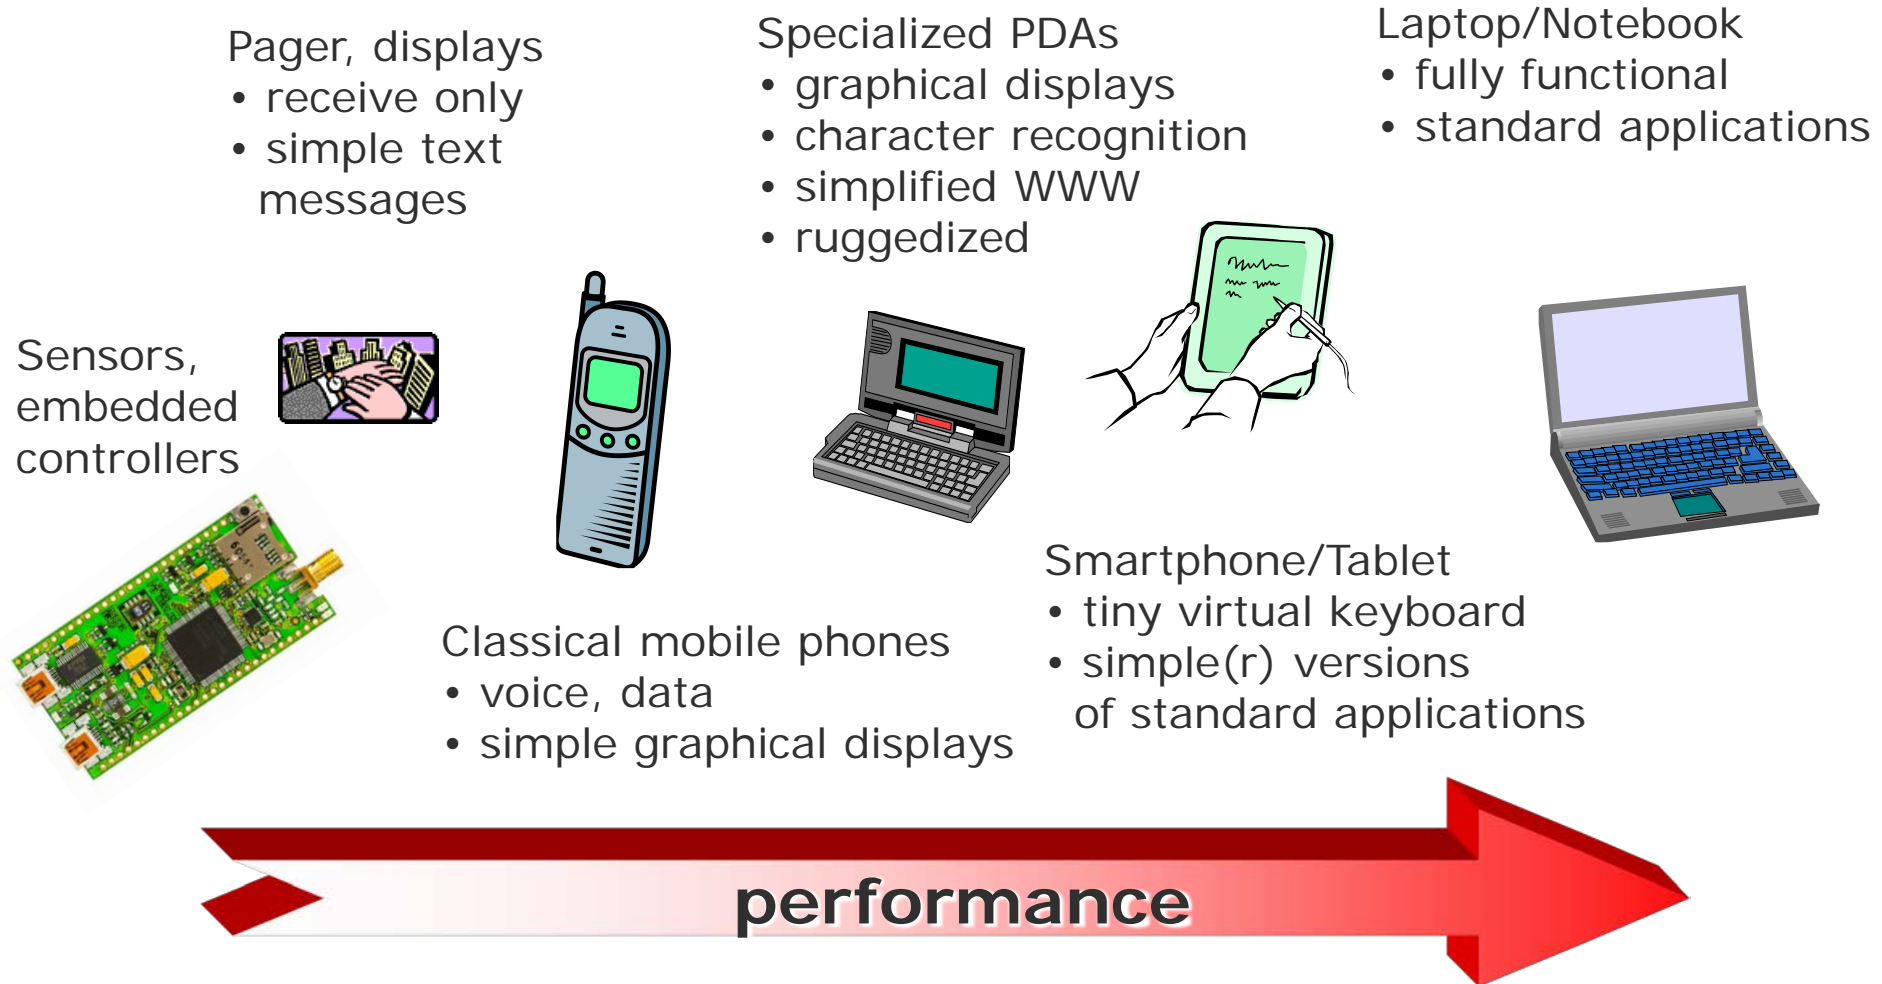 Pager, displays
• receive only
• simple text
messages
Specialized PDAs
• graphical displays
• character recognition
• simplified WWW
• ruggedized
Laptop/Notebook
• fully functional
• standard applications
Sensors,
embedded
controllers
Classical mobile phones
• voice, data
• simple graphical displays
Smartphone/Tablet
• tiny virtual keyboard
• simple(r) versions
of standard applications
performance